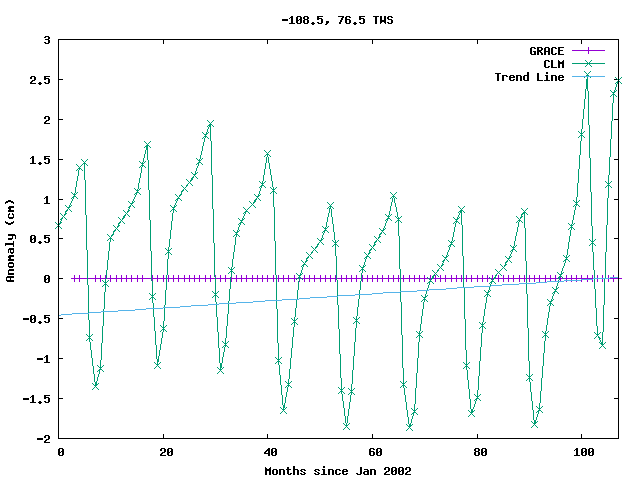 -108.5, 76.5 TWS
GRACE
CLM
Trend Line
3
2.5
2
1.5
1
0.5
0
-0.5
-1
-1.5
-2
Anomaly (cm)
0 20 40 60 80 100
Months since Jan 2002